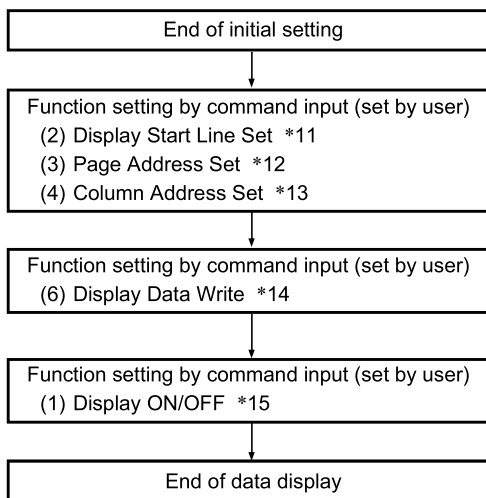 End of initial setting
Function setting by command input (set by user)
(2) Display Start Line Set *11
(3) Page Address Set *12
(4) Column Address Set *13
Function setting by command input (set by user)
(6) Display Data Write *14
Function setting by command input (set by user)
(1) Display ON/OFF *15
End of data display